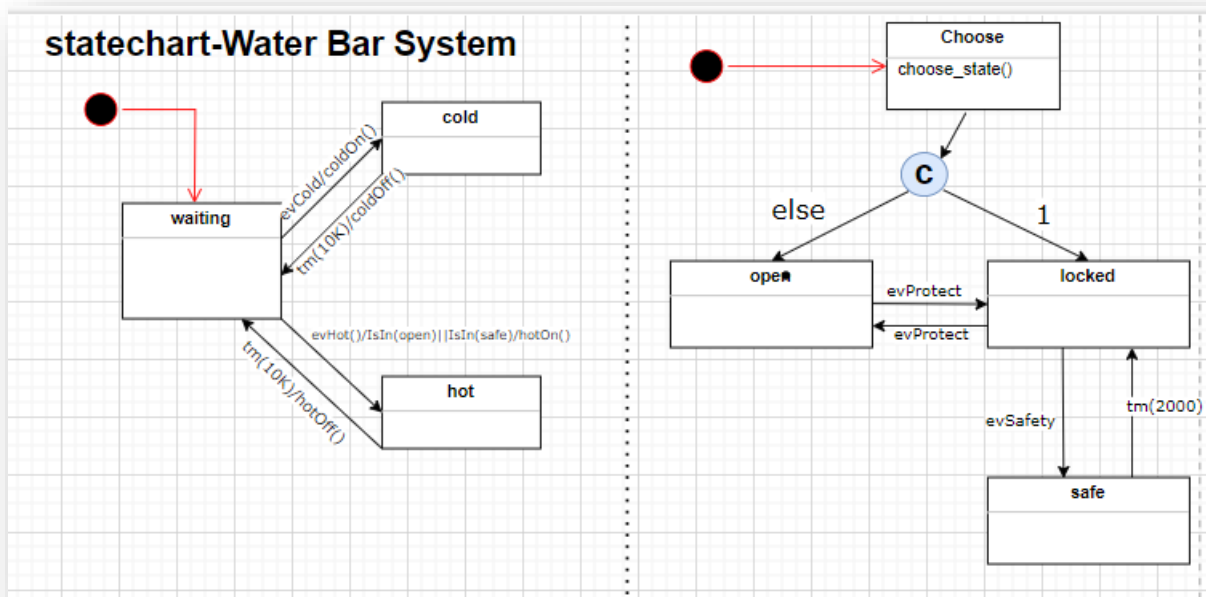 statechart-Water Bar System
cold
evCold/coldOn()
tm(10K)/coldOff()
waiting
evHot()/IsIn(open)||IsIn(safe)/hotOn()
tm(10K)/hotOff()
hot
Choose
choose_state()
C
else
1
open
locked
evProtect
evProtect
evSafety
tm(2000)
safe